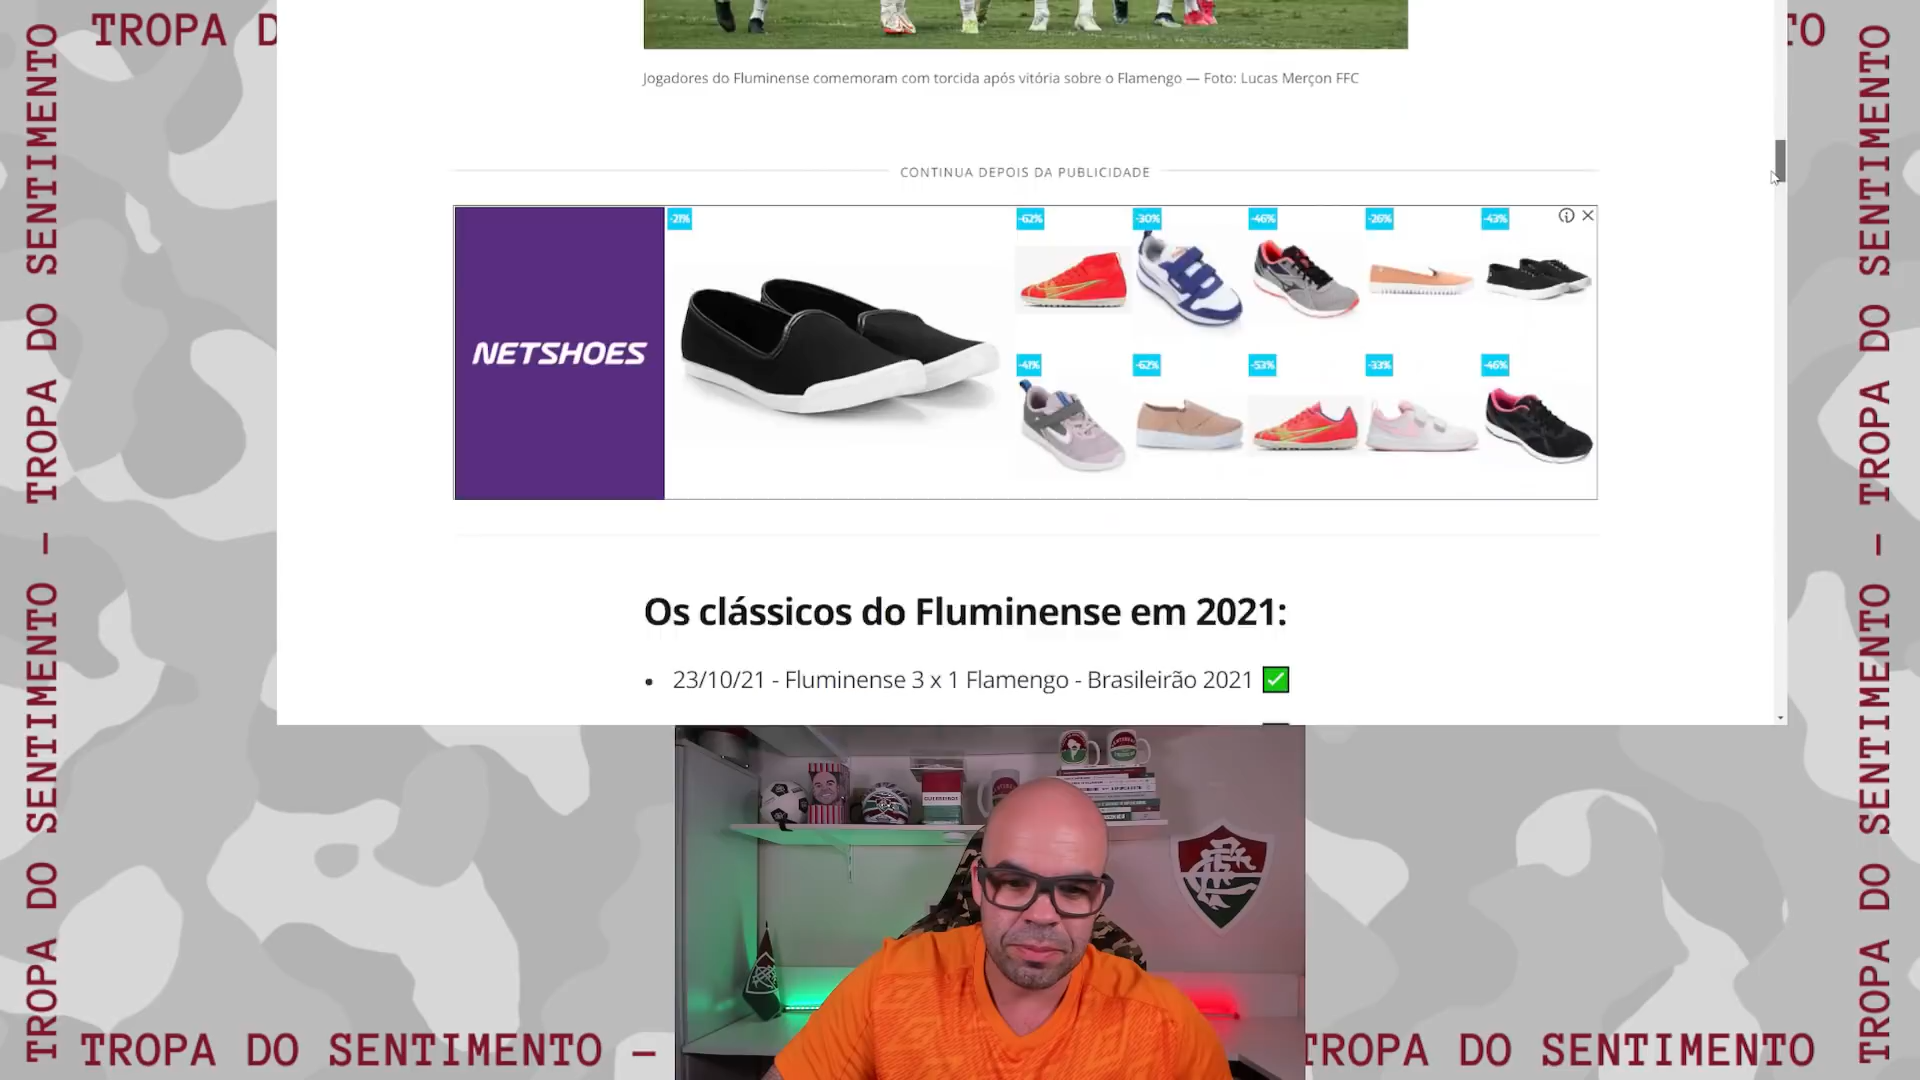 TROPA D
TO
TROPA DO SENTIMENTO – TROPA DO SENTIMENTO
Jogadores do Fluminense comemoram com torcida após vitória sobre o Flamengo — Foto: Lucas Merçon FFC
CONTINUA DEPOIS DA PUBLICIDADE
-21%
-62%
-30%
-46%
-26%
-43%
NETSHOES
-41%
-62%
-53%
-33%
-46%
Os clássicos do Fluminense em 2021:
• 23/10/21 - Fluminense 3 x 1 Flamengo - Brasileirão 2021 ✅
GUERREIROS
TROPA DO SENTIMENTO –
TROPA DO SENTIMENTO
TROPA DO SENTIMENTO – TROPA DO SENTIMENTO